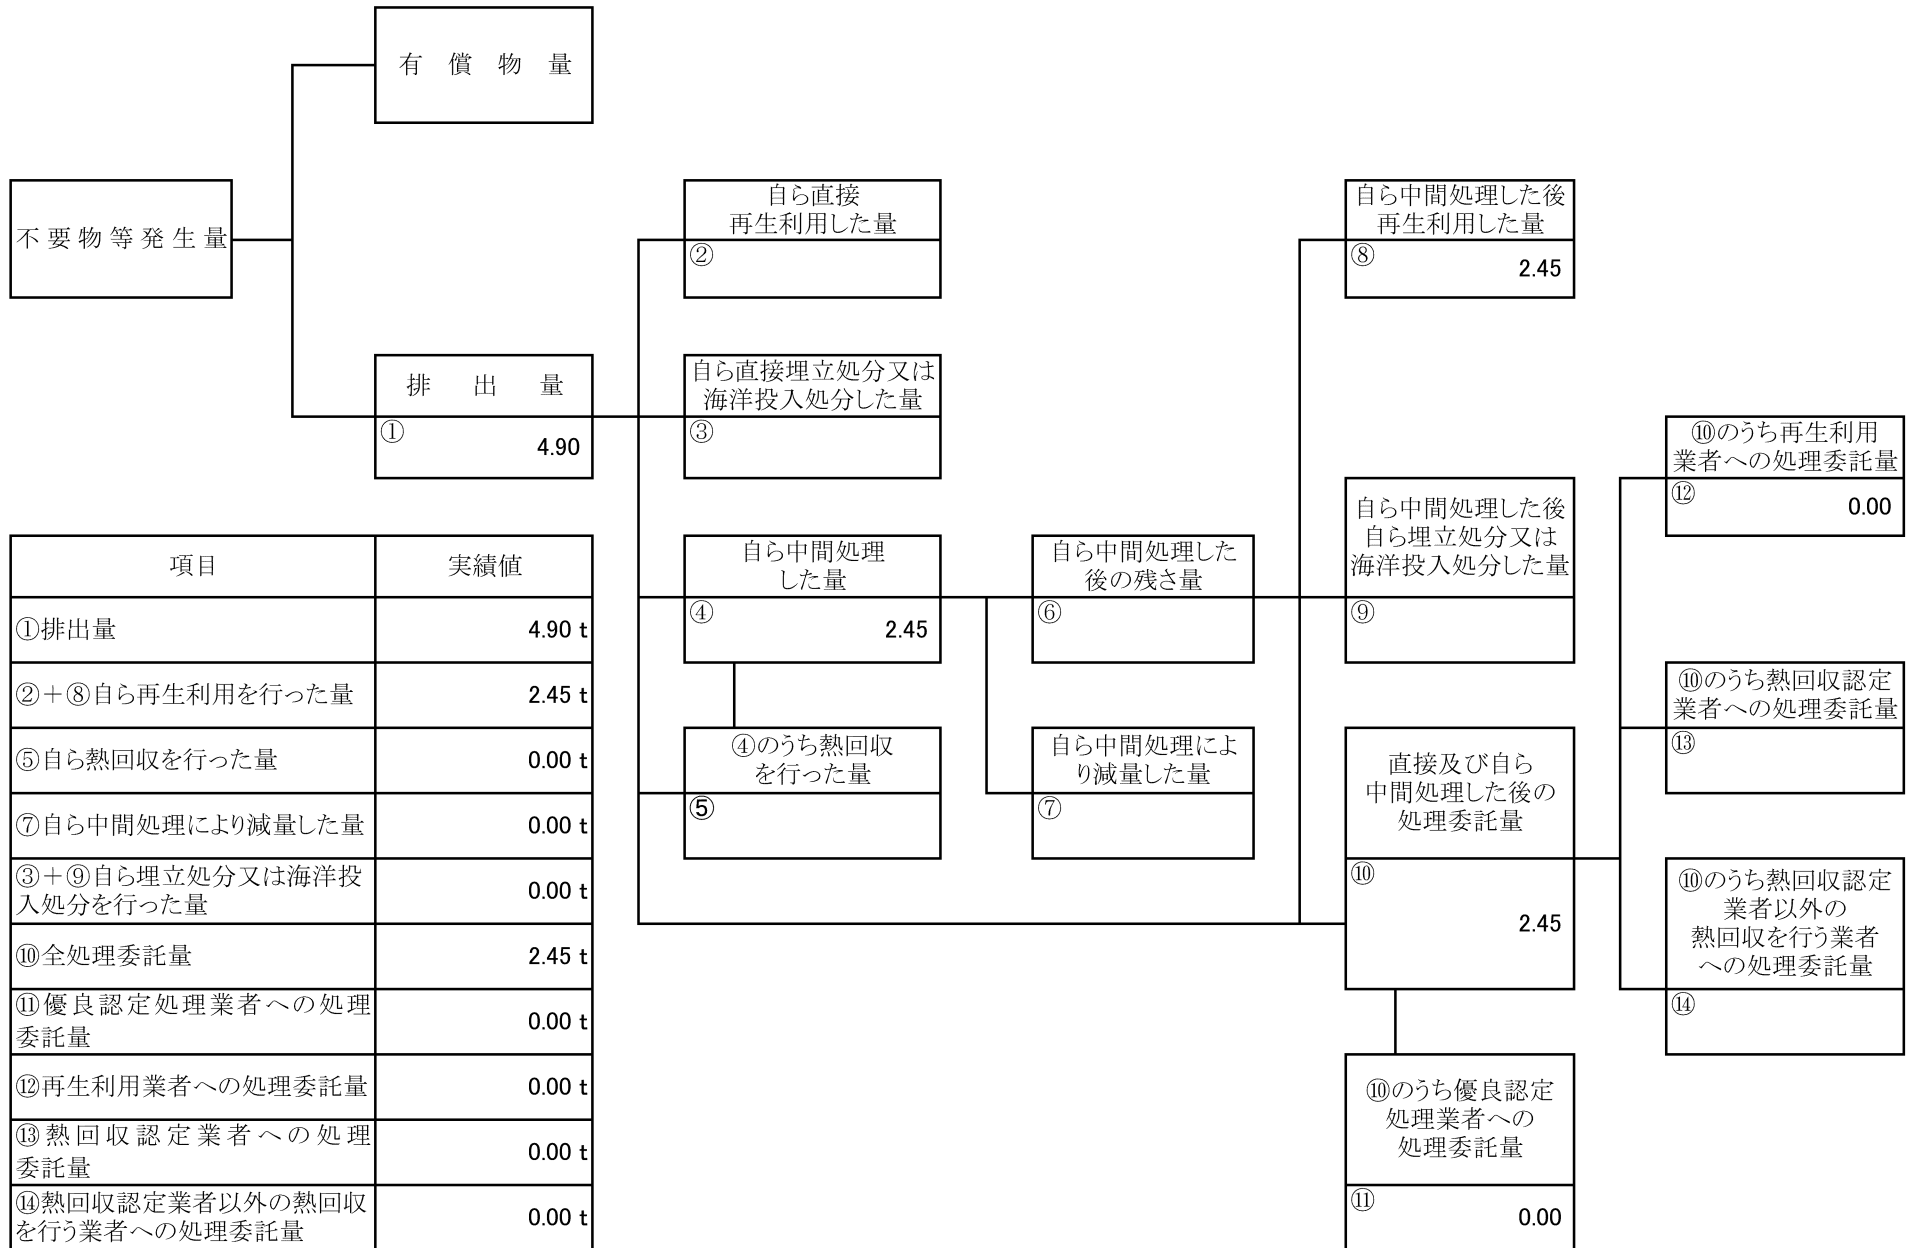 有償物量
不要物等発生量
自ら直接
再生利用した量
②
自ら中間処理した後
再生利用した量
⑧
2.45
排出量
①
4.90
自ら直接埋立処分又は
海洋投入処分した量
③
⑩のうち再生利用
業者への処理委託量
⑫
0.00
自ら中間処理
した量
④
2.45
自ら中間処理した
後の残さ量
⑥
自ら中間処理した後
自ら埋立処分又は
海洋投入処分した量
⑨
④のうち熱回収
を行った量
⑤
自ら中間処理によ
り減量した量
⑦
直接及び自ら
中間処理した後の
処理委託量
⑩
2.45
⑩のうち熱回収認定
業者への処理委託量
⑬
⑩のうち熱回収認定
業者以外の
熱回収を行う業者
への処理委託量
⑭
⑩のうち優良認定
処理業者への
処理委託量
⑪
0.00
項目 実績値
①排出量 4.90 t
②＋⑧自ら再生利用を行った量 2.45 t
⑤自ら熱回収を行った量 0.00 t
⑦自ら中間処理により減量した量 0.00 t
③＋⑨自ら埋立処分又は海洋投
入処分を行った量 0.00 t
⑩全処理委託量 2.45 t
⑪優良認定処理業者への処理
委託量 0.00 t
⑫再生利用業者への処理委託量 0.00 t
⑬熱回収認定業者への処理
委託量 0.00 t
⑭熱回収認定業者以外の熱回収
を行う業者への処理委託量 0.00 t